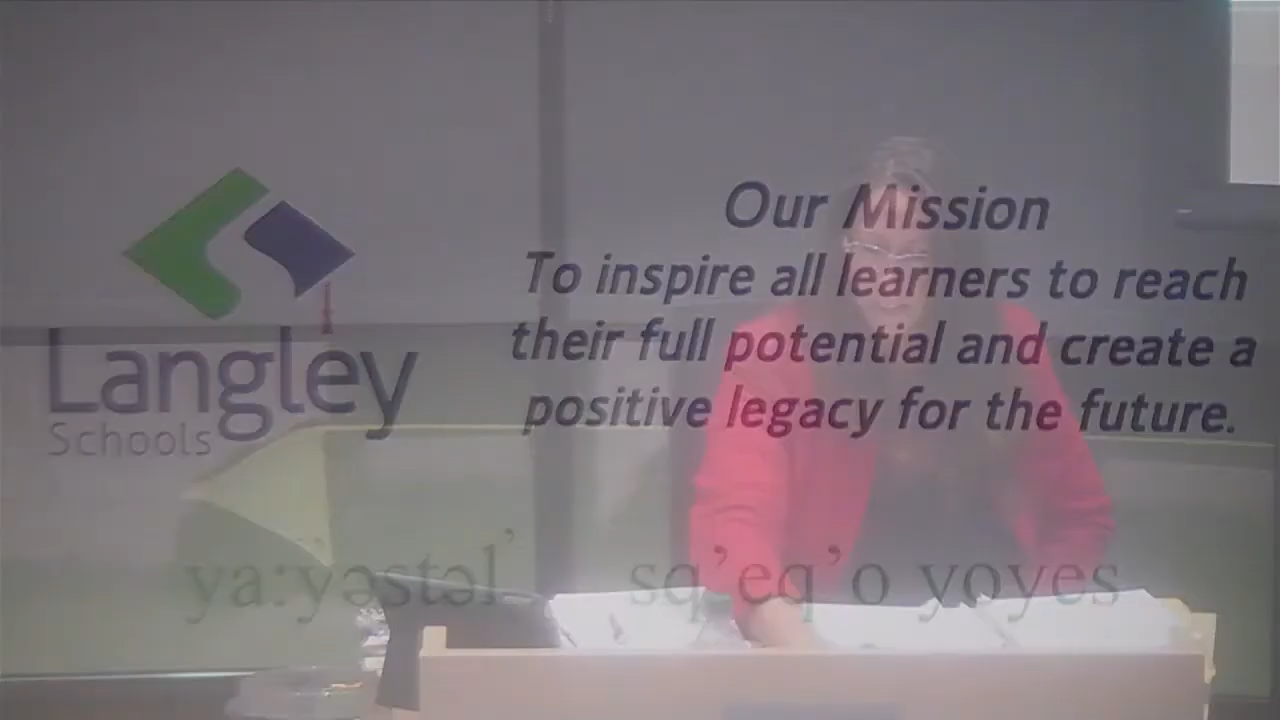 Our Mission
To inspire all learners to reach
their full potential and create a
positive legacy for the future.
Langley
Schools
ya:yəstəl’ sq’eq’o yoyes